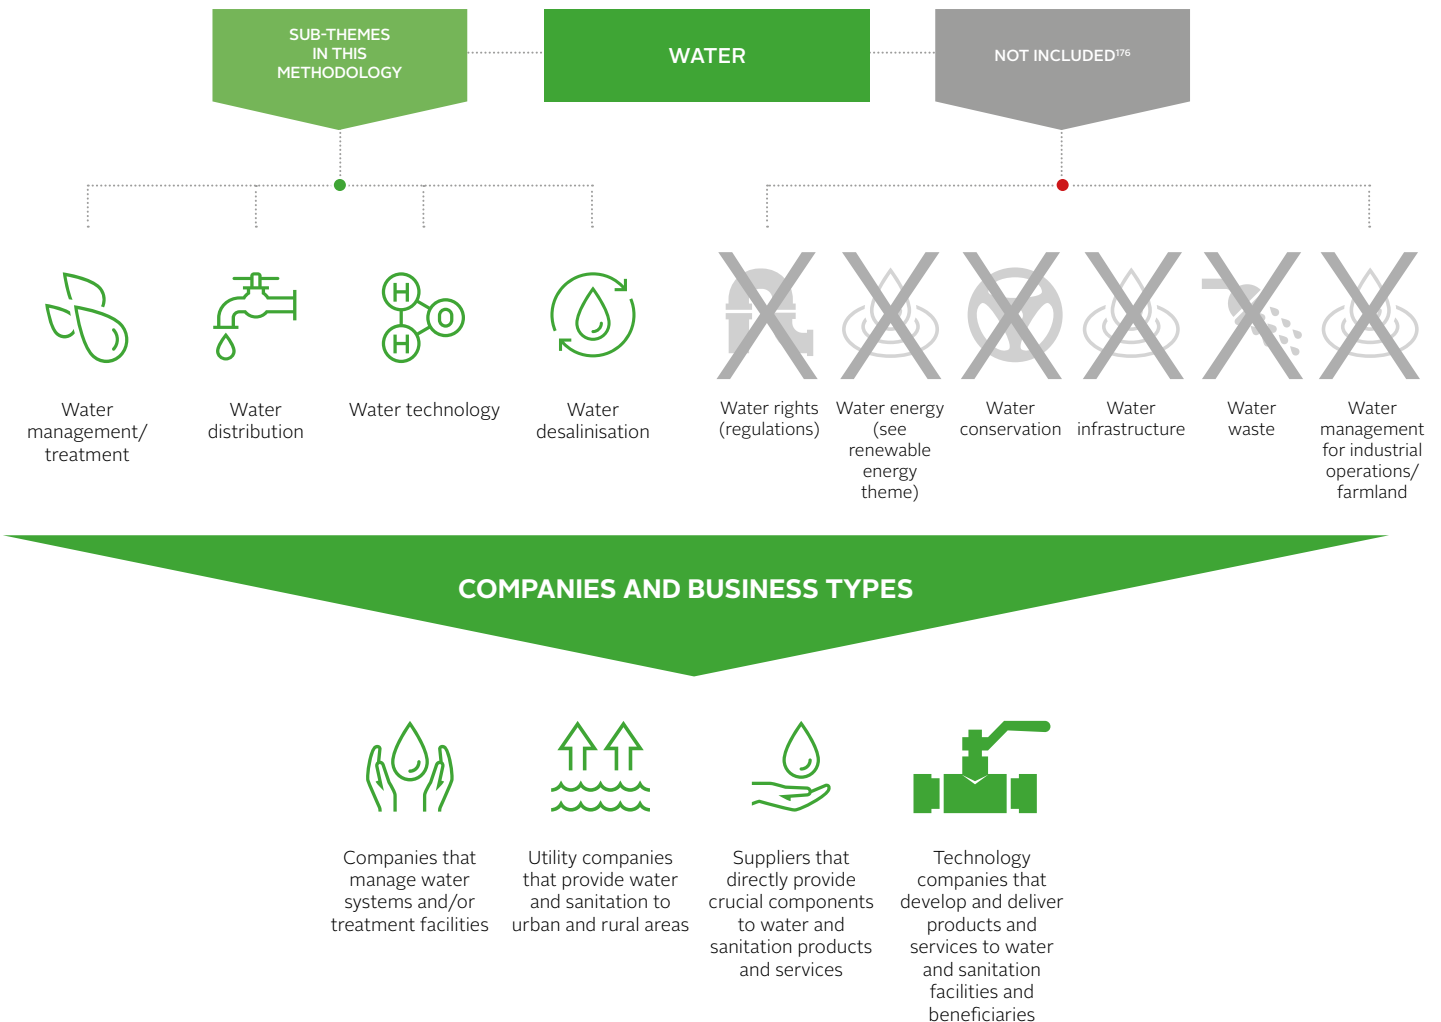 SUB-THEMES
IN THIS
METHODOLOGY
WATER
NOT INCLUDED¹⁷⁶
H
H
O
Water
management/
treatment
Water
distribution
Water technology
Water
desalinisation
Water rights
(regulations)
Water energy
(see
renewable
energy
theme)
Water
conservation
Water
infrastructure
Water
waste
Water
management
for industrial
operations/
farmland
COMPANIES AND BUSINESS TYPES
Companies that
manage water
systems and/or
treatment facilities
Utility companies
that provide water
and sanitation to
urban and rural areas
Suppliers that
directly provide
crucial components
to water and
sanitation products
and services
Technology
companies that
develop and deliver
products and
services to water
and sanitation
facilities and
beneficiaries